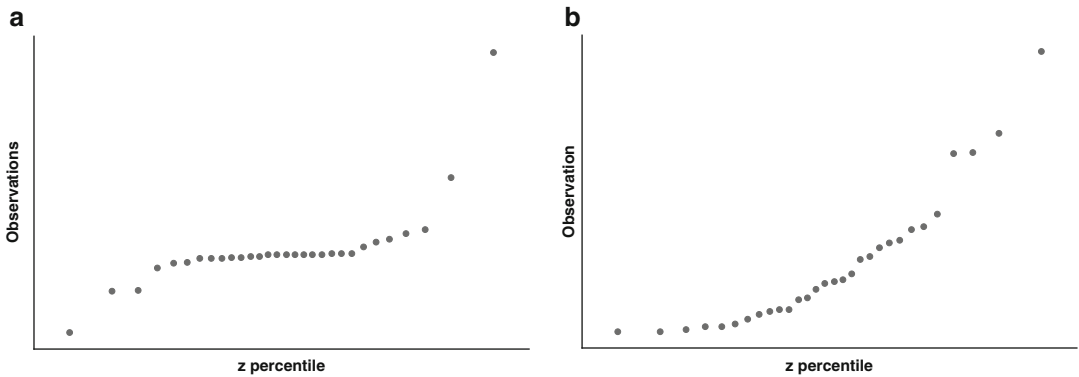 a
Observations
z percentile
b
Observation
z percentile